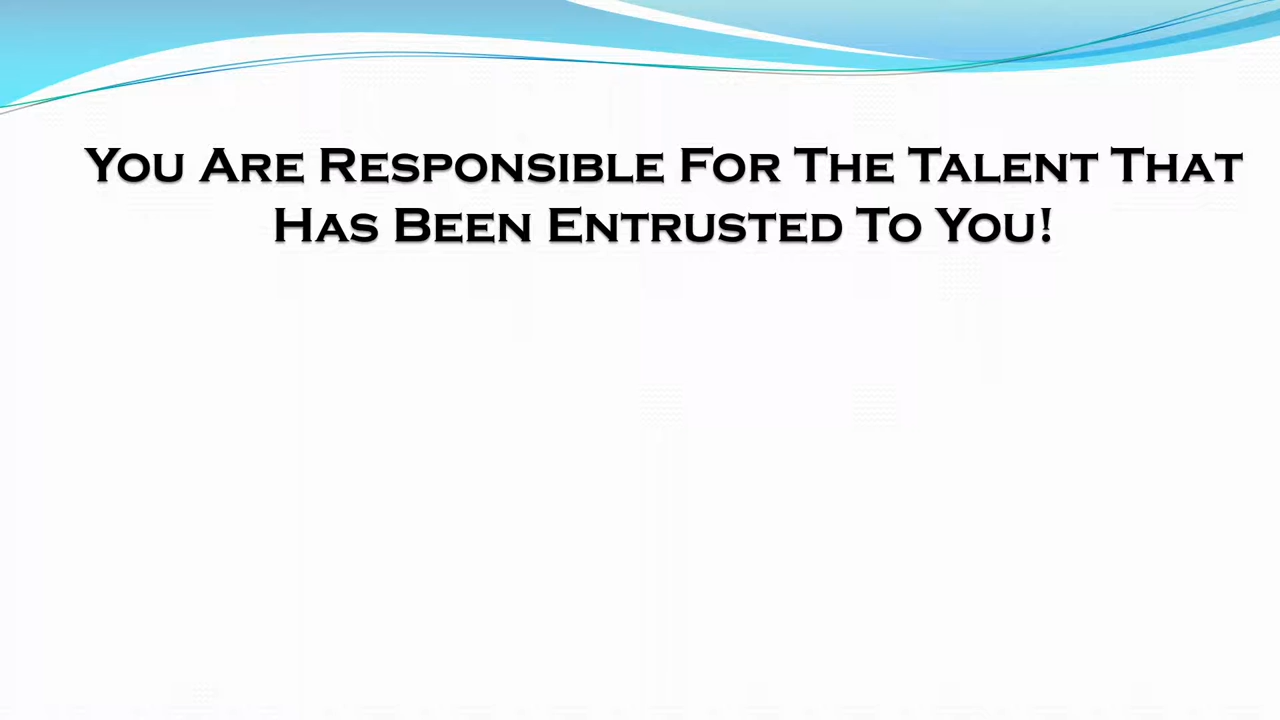 You Are Responsible For The Talent That
Has Been Entrusted To You!